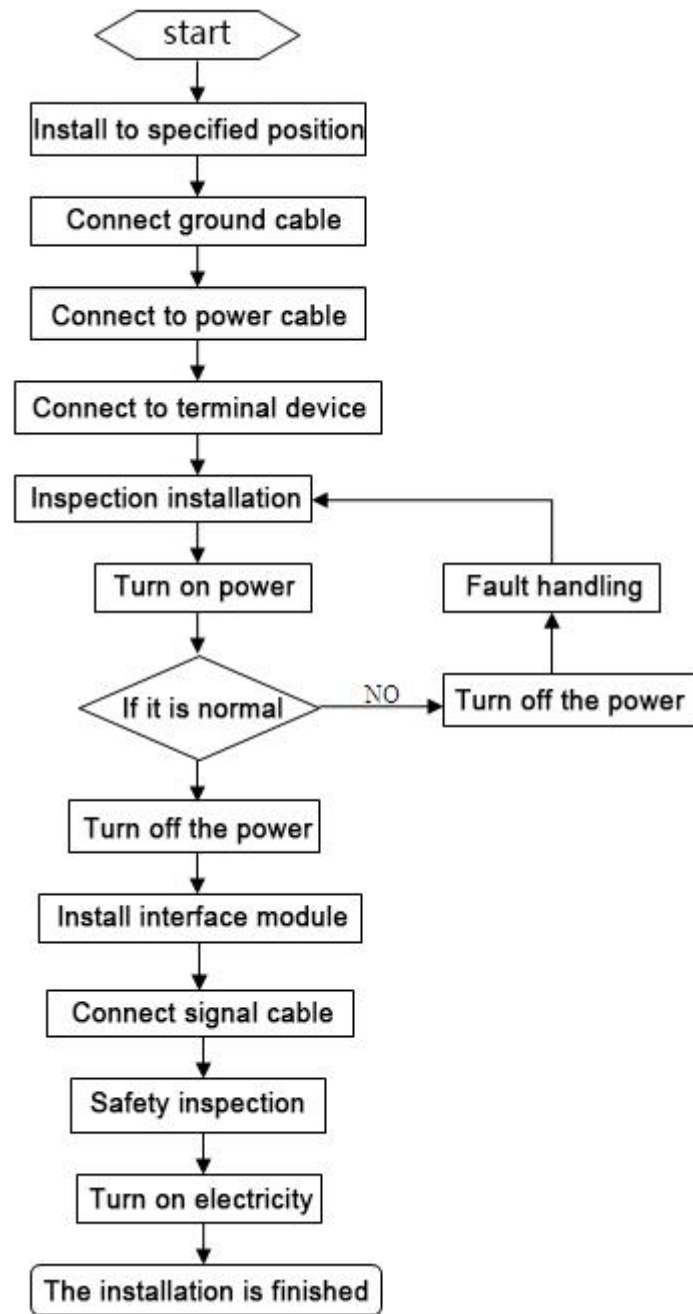 start
Install to specified position
Connect ground cable
Connect to power cable
Connect to terminal device
Inspection installation
Turn on power
Fault handling
If it is normal
NO
Turn off the power
Turn off the power
Install interface module
Connect signal cable
Safety inspection
Turn on electricity
The installation is finished